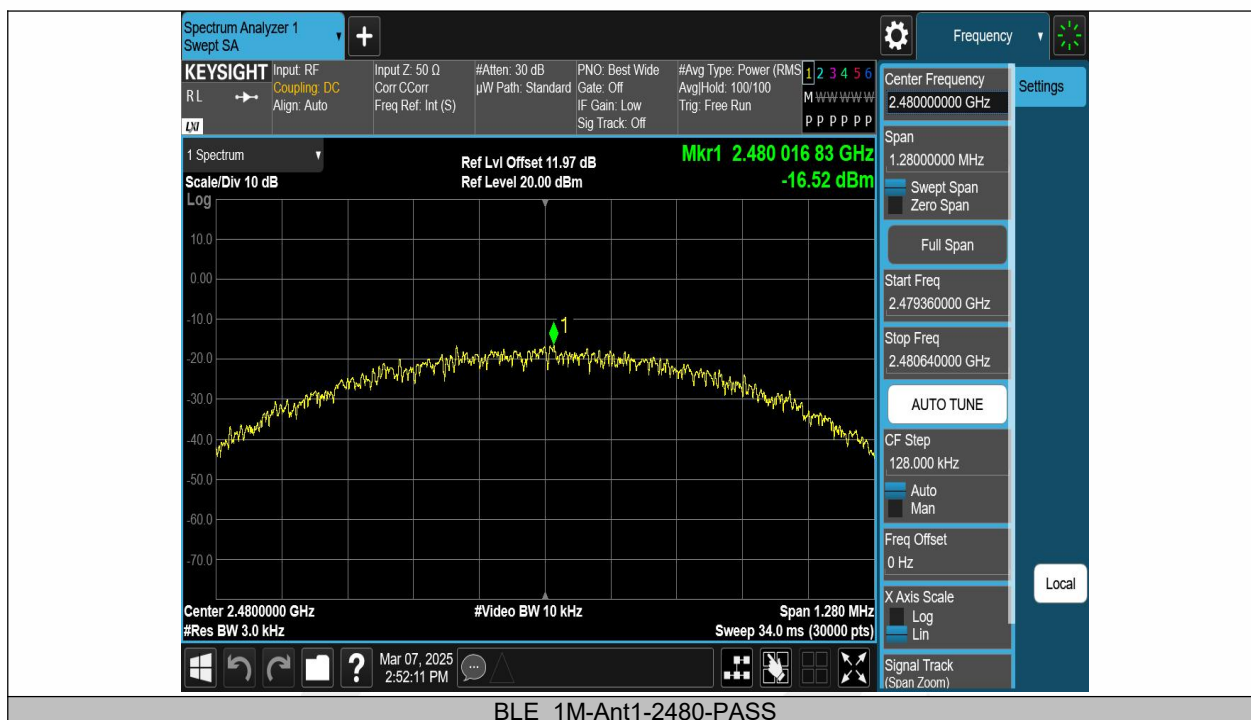 Spectrum Analyzer 1
Swept SA
+
Frequency
KEYSIGHT
RL
LXI
Input: RF
Coupling: DC
Align: Auto
Input Z: 50 Ω
Corr CCorr
Freq Ref: Int (S)
#Atten: 30 dB
µW Path: Standard
PNO: Best Wide
Gate: Off
IF Gain: Low
Sig Track: Off
#Avg Type: Power (RMS
Avg|Hold: 100/100
Trig: Free Run
1 2 3 4 5 6
M W W W W W
P P P P P P
Center Frequency
2.480000000 GHz
Settings
Span
1.28000000 MHz
Swept Span
Zero Span
Full Span
Start Freq
2.479360000 GHz
Stop Freq
2.480640000 GHz
AUTO TUNE
CF Step
128.000 kHz
Auto
Man
Freq Offset
0 Hz
X Axis Scale
Log
Lin
Local
Signal Track
(Span Zoom)
1 Spectrum
Scale/Div 10 dB
Log
Ref Lvl Offset 11.97 dB
Ref Level 20.00 dBm
Mkr1 2.480 016 83 GHz
-16.52 dBm
10.0
0.00
-10.0
1
-20.0
-30.0
-40.0
-50.0
-60.0
-70.0
Center 2.4800000 GHz
#Res BW 3.0 kHz
#Video BW 10 kHz
Span 1.280 MHz
Sweep 34.0 ms (30000 pts)
?
Mar 07, 2025
2:52:11 PM
BLE_1M-Ant1-2480-PASS